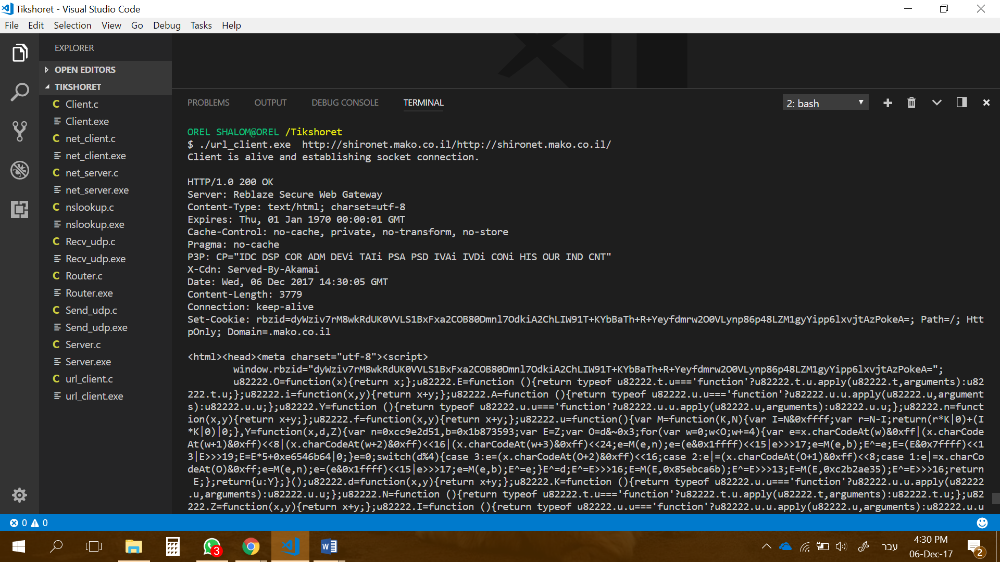 Tikshoret - Visual Studio Code
File Edit Selection View Go Debug Tasks Help
EXPLORER
OPEN EDITORS
TIKSHORET
C Client.c
Client.exe
C net_client.c
net_client.exe
C net_server.c
net_server.exe
C nslookup.c
nslookup.exe
C Recv_udp.c
Recv_udp.exe
C Router.c
Router.exe
C Send_udp.c
Send_udp.exe
C Server.c
Server.exe
C url_client.c
url_client.exe
PROBLEMS OUTPUT DEBUG CONSOLE TERMINAL 2: bash
OREL SHALOM@OREL /Tikshoret
$ ./url_client.exe  http://shironet.mako.co.il/http://shironet.mako.co.il/
Client is alive and establishing socket connection.
HTTP/1.0 200 OK
Server: Reblaze Secure Web Gateway
Content-Type: text/html; charset=utf-8
Expires: Thu, 01 Jan 1970 00:00:01 GMT
Cache-Control: no-cache, private, no-transform, no-store
Pragma: no-cache
P3P: CP="IDC DSP COR ADM DEVi TAIi PSA PSD IVAi IVDi CONi HIS OUR IND CNT"
X-Cdn: Served-By-Akamai
Date: Wed, 06 Dec 2017 14:30:05 GMT
Content-Length: 3779
Connection: keep-alive
Set-Cookie: rbzid=dyWziv7rM8wkRdUK0VVLS1BxFxa2COB80Dmnl7OdkiA2ChLIW91T+KYbBaTh+R+Yeyfdmrw2O0VLynp86p48LZM1gyYipp6lxvjtAzPokeA=; Path=/; Htt
pOnly; Domain=.mako.co.il
<html><head><meta charset="utf-8"><script>
window.rbzid="dyWziv7rM8wkRdUK0VVLS1BxFxa2COB80Dmnl7OdkiA2ChLIW91T+KYbBaTh+R+Yeyfdmrw2O0VLynp86p48LZM1gyYipp6lxvjtAzPokeA=";
u82222.O=function(x){return x;};u82222.E=function (){return typeof u82222.t.u==='function'?u82222.t.u.apply(u82222.t,arguments):u82
222.t.u;};u82222.i=function(x,y){return x+y;};u82222.A=function (){return typeof u82222.u.u==='function'?u82222.u.u.apply(u82222.u,argument
s):u82222.u.u;};u82222.Y=function (){return typeof u82222.u.u==='function'?u82222.u.u.apply(u82222.u,arguments):u82222.u.u;};u82222.n=funct
ion(x,y){return x+y;};u82222.f=function(x,y){return x+y;};u82222.u=function(){var M=function(K,N){var I=N&0xffff;var r=N-I;return(r*K|0)+(I
*K|0)|0;},Y=function(x,d,Z){var n=0xcc9e2d51,b=0x1b873593;var E=Z;var O=d&~0x3;for(var w=0;w<O;w+=4){var e=x.charCodeAt(w)&0xff|(x.charCode
At(w+1)&0xff)<<8|(x.charCodeAt(w+2)&0xff)<<16|(x.charCodeAt(w+3)&0xff)<<24;e=M(e,n);e=(e&0x1ffff)<<15|e>>>17;e=M(e,b);E^=e;E=(E&0x7ffff)<<1
3|E>>>19;E=E*5+0xe6546b64|0;}e=0;switch(d%4){case 3:e=(x.charCodeAt(O+2)&0xff)<<16;case 2:e|=(x.charCodeAt(O+1)&0xff)<<8;case 1:e|=x.charCo
deAt(O)&0xff;e=M(e,n);e=(e&0x1ffff)<<15|e>>>17;e=M(e,b);E^=e;}E^=d;E^=E>>>16;E=M(E,0x85ebca6b);E^=E>>>13;E=M(E,0xc2b2ae35);E^=E>>>16;return
E;};return{u:Y};}();u82222.d=function(x,y){return x+y;};u82222.K=function (){return typeof u82222.u.u==='function'?u82222.u.u.apply(u82222
.u,arguments):u82222.u.u;};u82222.N=function (){return typeof u82222.t.u==='function'?u82222.t.u.apply(u82222.t,arguments):u82222.t.u;};u82
222.Z=function(x,y){return x+y;};u82222.I=function (){return typeof u82222.u.u==='function'?u82222.u.u.apply(u82222.u,arguments):u82222.u.u
0 0
3
עבר
4:30 PM
06-Dec-17
2